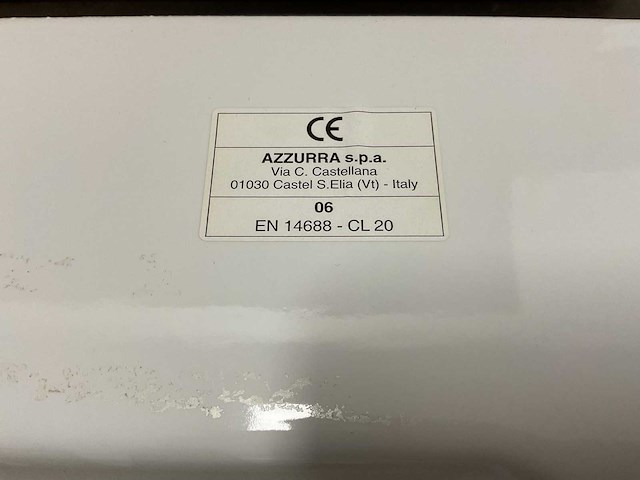 CE
AZZURRA s.p.a.
Via C. Castellana
01030 Castel S.Elia (Vt) - Italy
06
EN 14688 - CL 20